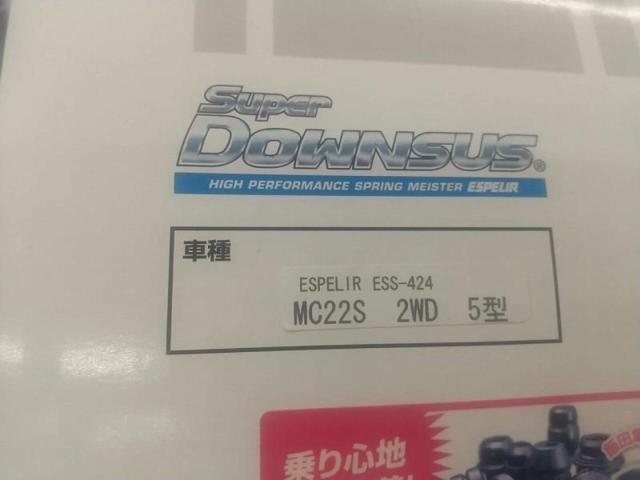 Super
DOWNSUS®
HIGH PERFORMANCE SPRING MEISTER ESPELIR
車種
ESPELIR ESS-424
MC22S 2WD 5型
乗り心地